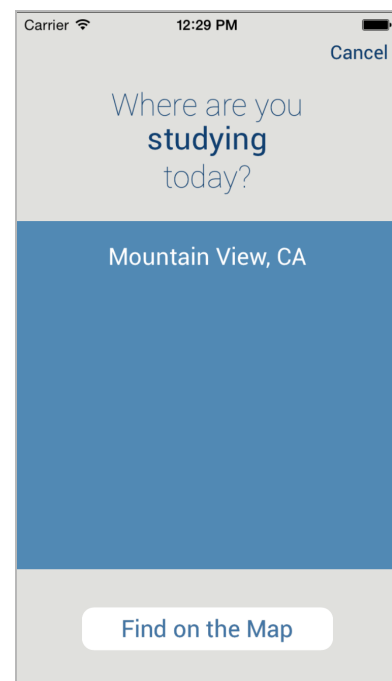 Carrier 12:29 PM
Cancel
Where are you
studying
today?
Mountain View, CA
Find on the Map